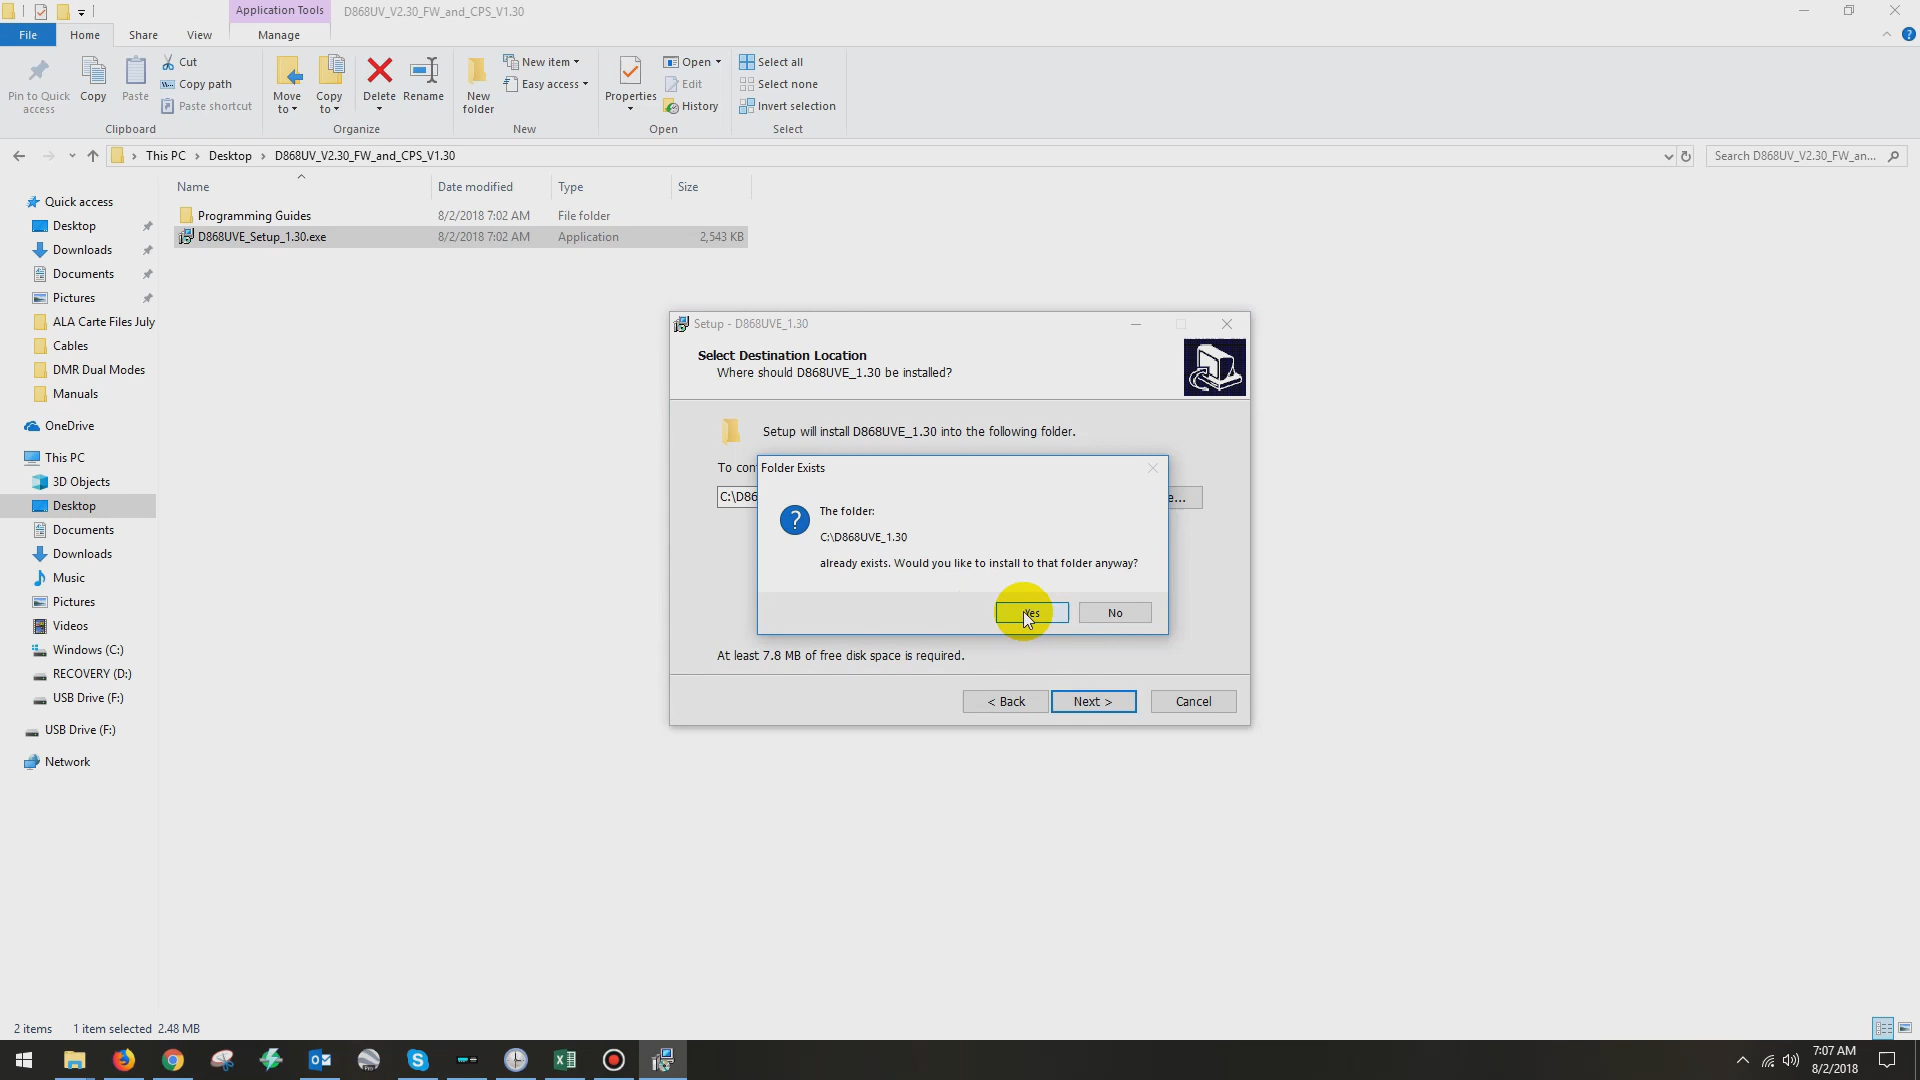 Application Tools
D868UV_V2.30_FW_and_CPS_V1.30
File
Home
Share
View
Manage
Pin to Quick access
Copy
Paste
Cut
Copy path
Paste shortcut
Clipboard
Move to
Copy to
Delete
Rename
Organize
New folder
New item
Easy access
New
Properties
Open
Edit
History
Open
Select all
Select none
Invert selection
Select
This PC > Desktop > D868UV_V2.30_FW_and_CPS_V1.30
Search D868UV_V2.30_FW_an...
Name Date modified Type Size
Programming Guides 8/2/2018 7:02 AM File folder
D868UVE_Setup_1.30.exe 8/2/2018 7:02 AM Application 2,543 KB
Quick access
Desktop
Downloads
Documents
Pictures
ALA Carte Files July
Cables
DMR Dual Modes
Manuals
OneDrive
This PC
3D Objects
Desktop
Documents
Downloads
Music
Pictures
Videos
Windows (C:)
RECOVERY (D:)
USB Drive (F:)
USB Drive (F:)
Network
Setup - D868UVE_1.30
Select Destination Location
Where should D868UVE_1.30 be installed?
Setup will install D868UVE_1.30 into the following folder.
To con
C:\D86
e...
Folder Exists
The folder:
C:\D868UVE_1.30
already exists. Would you like to install to that folder anyway?
Yes
No
At least 7.8 MB of free disk space is required.
< Back
Next >
Cancel
2 items 1 item selected 2.48 MB
7:07 AM
8/2/2018